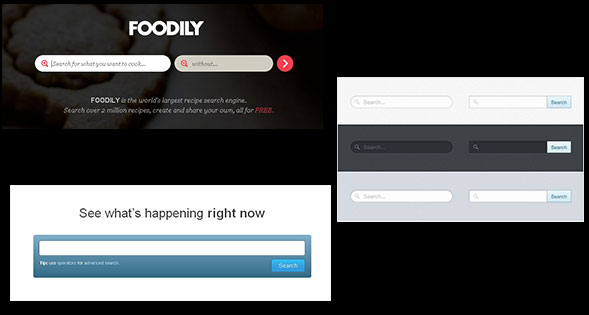 FOODILY
Search for what you want to cook...
without...
FOODILY is the world's largest recipe search engine.
Search over 2 million recipes, create and share your own, all for FREE.
Search...
Search
Search...
Search
Search...
Search
See what's happening right now
Tip: use operators for advanced search.
Search